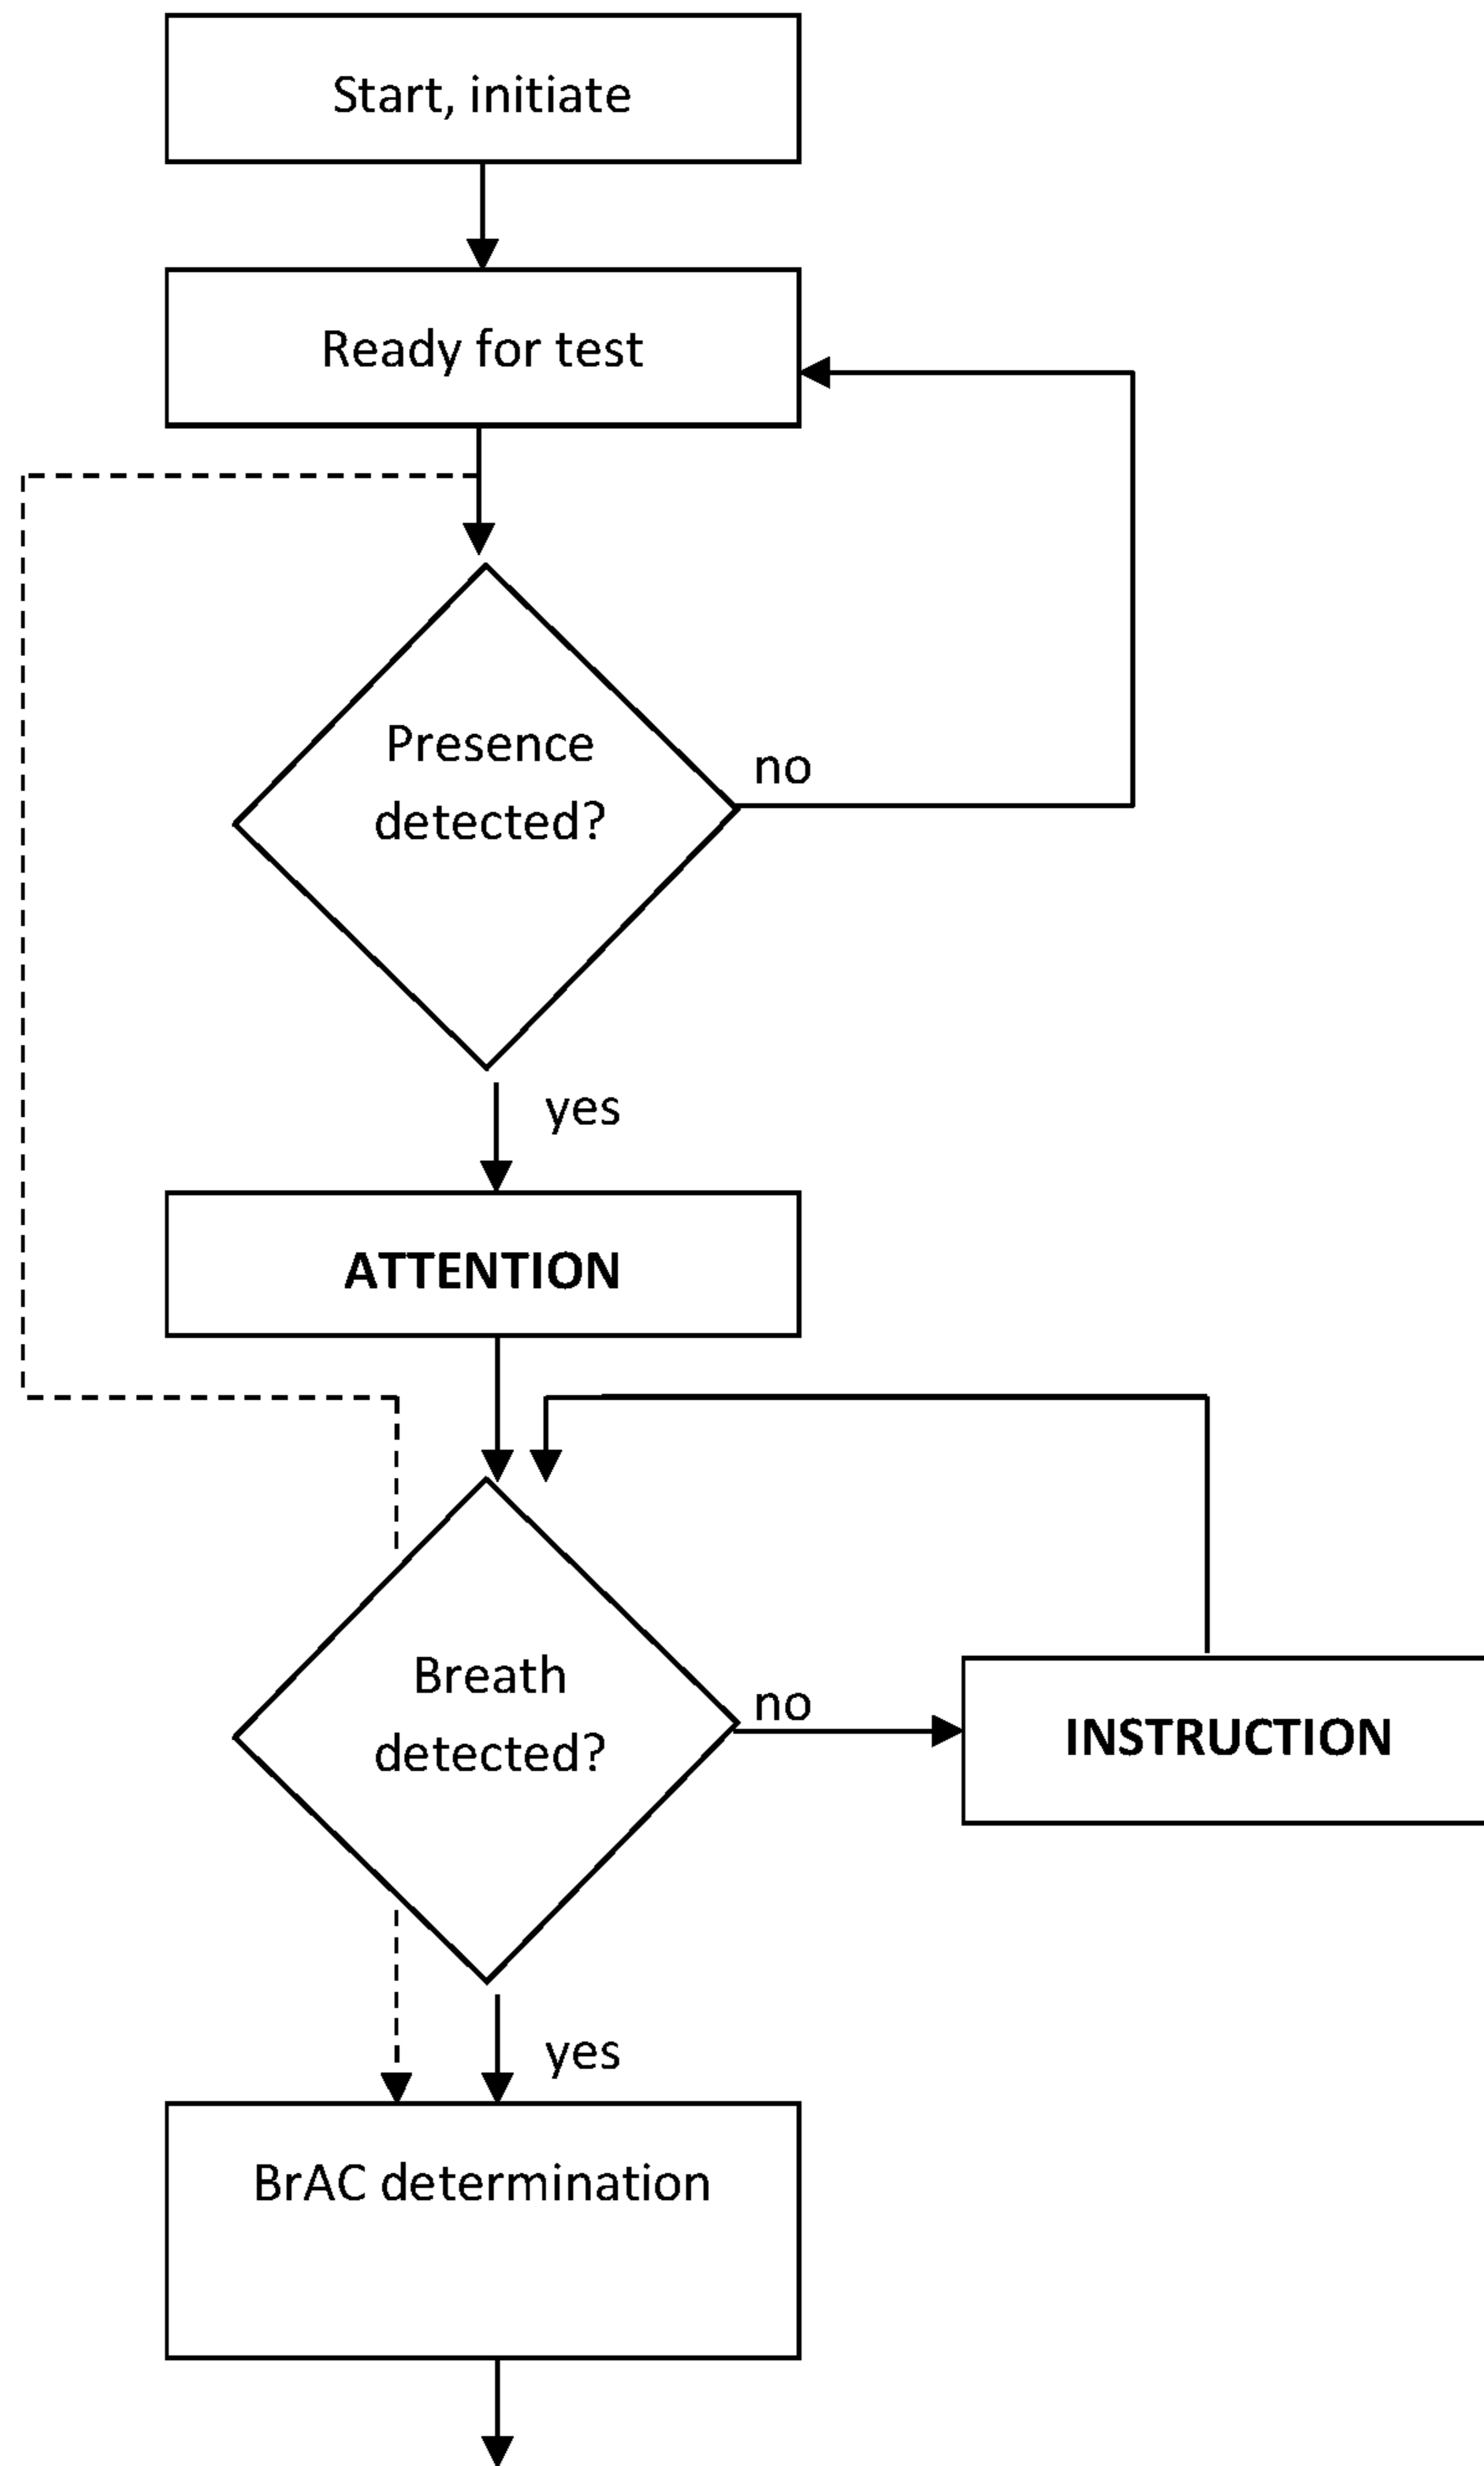 Start, initiate
Ready for test
Presence
detected?
no
yes
ATTENTION
Breath
detected?
no
INSTRUCTION
yes
BrAC determination